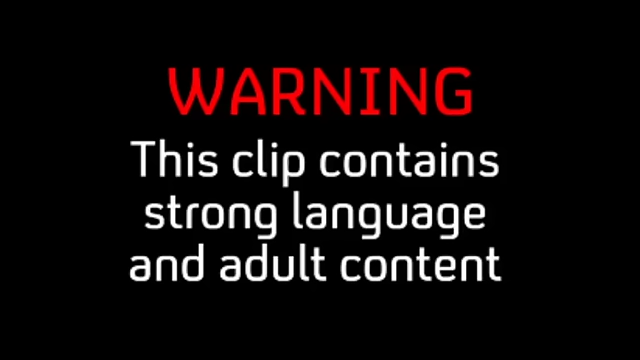 WARNING
This clip contains
strong language
and adult content